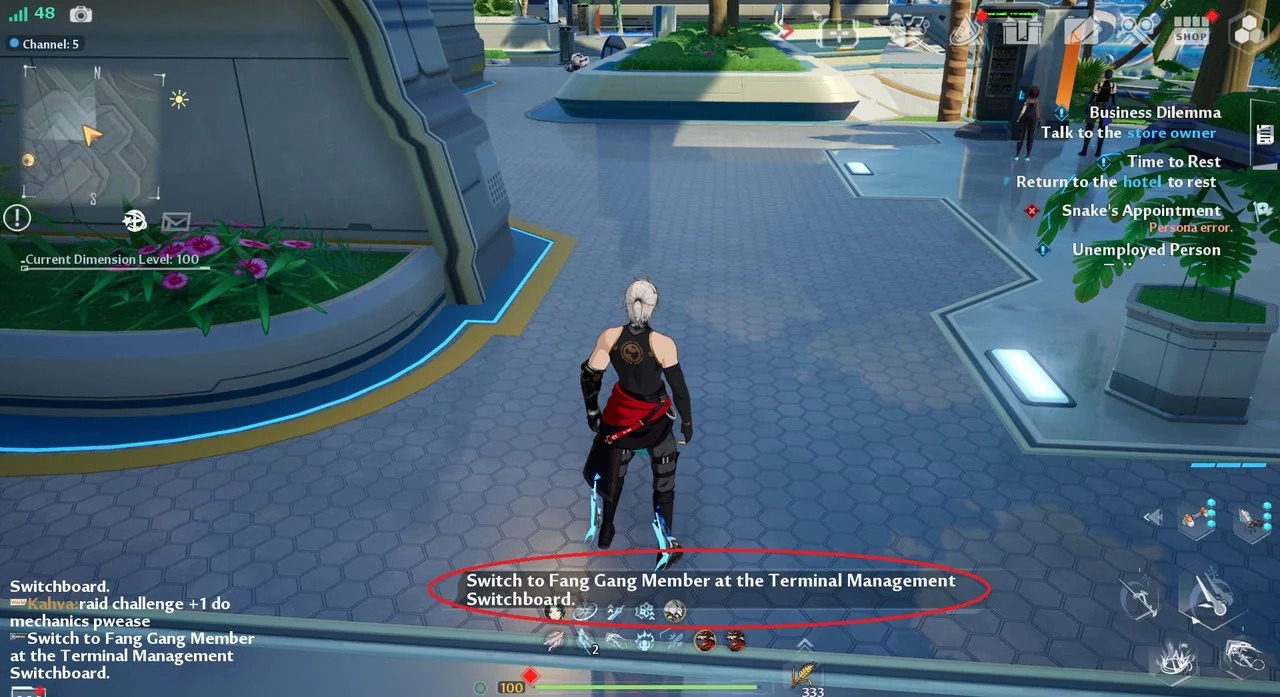 48
Channel: 5
N
S
SHOP
Current Dimension Level: 100
Business Dilemma
Talk to the store owner
Time to Rest
Return to the hotel to rest
Snake's Appointment
Persona error.
Unemployed Person
Switch to Fang Gang Member at the Terminal Management
Switchboard.
Switchboard.
Kahva:raid challenge +1 do
mechanics pwease
Switch to Fang Gang Member
at the Terminal Management
Switchboard.
2
100
333